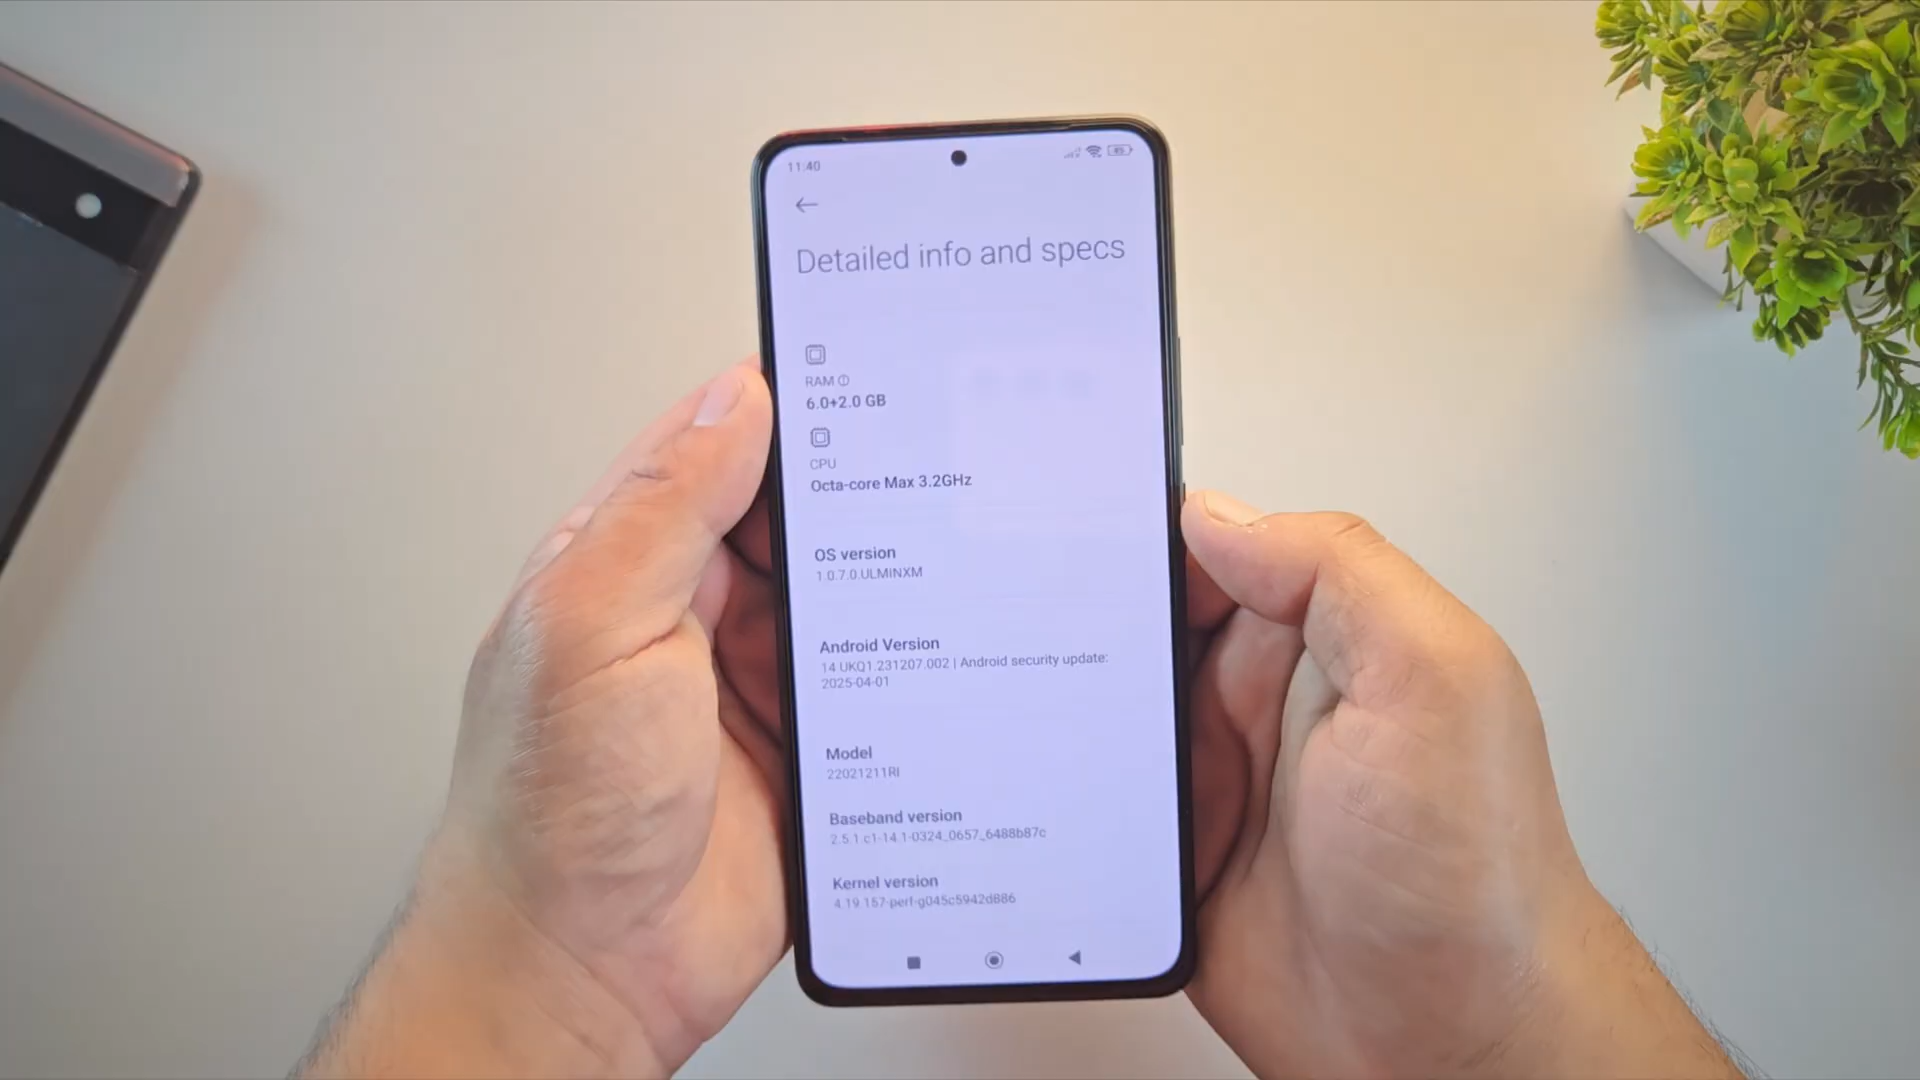 11:40
Detailed info and specs
RAM
6.0+2.0 GB
CPU
Octa-core Max 3.2GHz
OS version
1.0.7.0.ULMINXM
Android Version
14 UKQ1.231207.002 | Android security update:
2025-04-01
Model
22021211RI
Baseband version
2.5.1.c1-14.1-0324_0657_6488b87c
Kernel version
4.19.157-perf-g045c5942d886